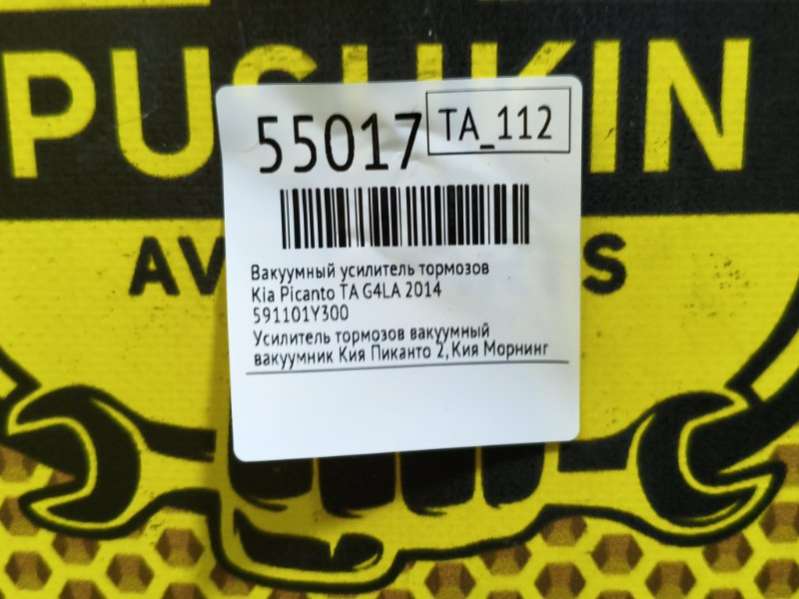 PUSHKIN
55017
TA_112
Вакуумный усилитель тормозов
Kia Picanto TA G4LA 2014
591101Y300
Усилитель тормозов вакуумный
вакуумник Кия Пиканто 2, Кия Морнинг